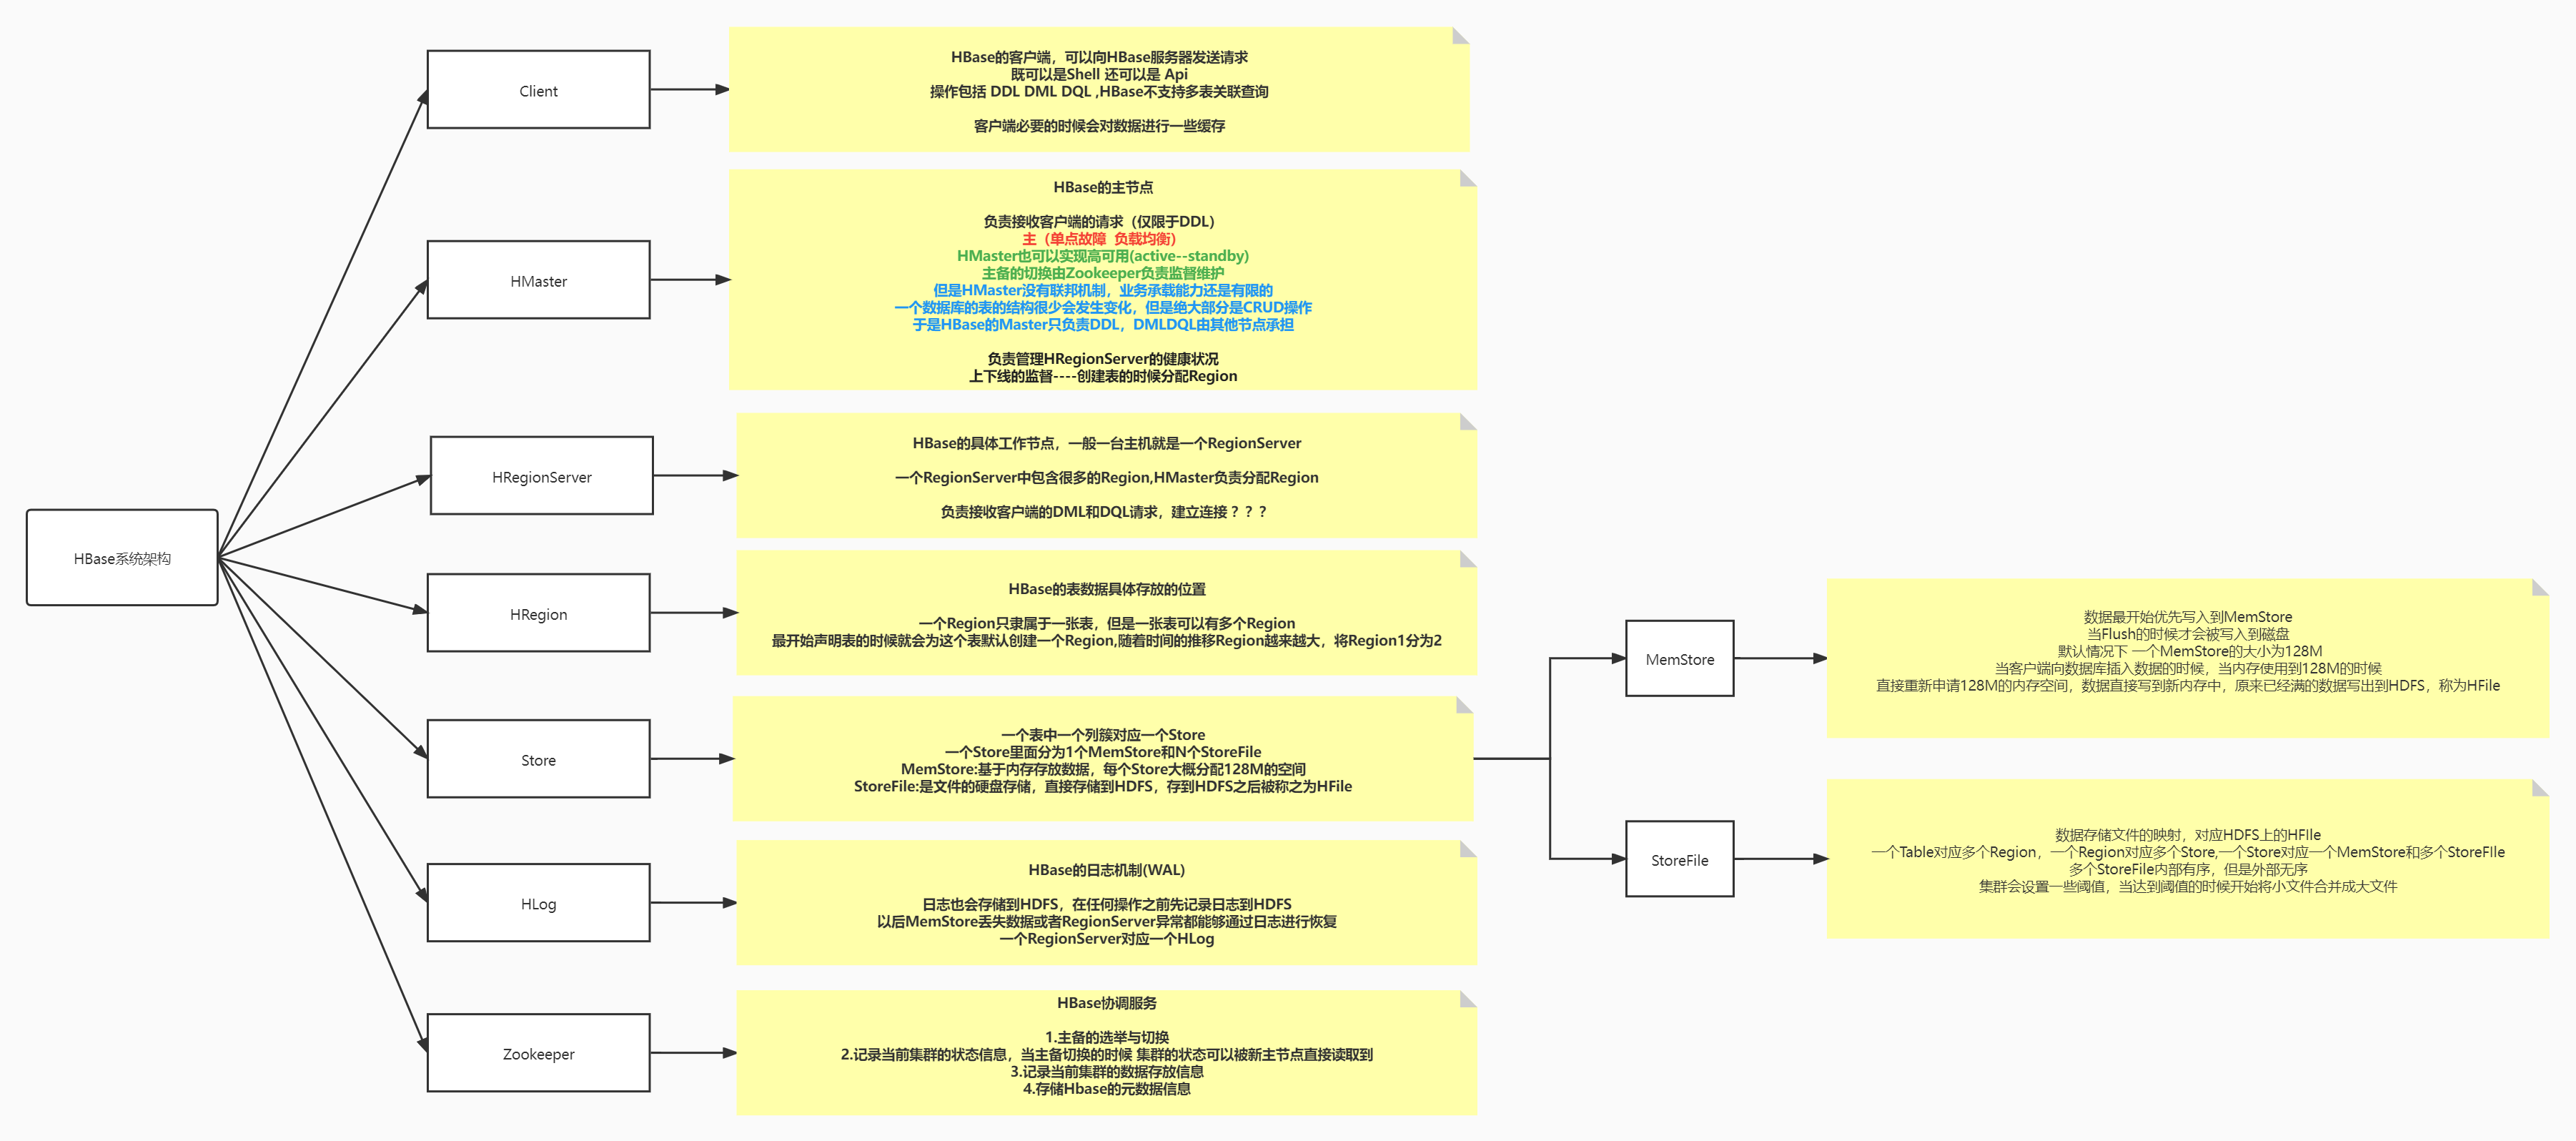 HBase系统架构
Client
HBase的客户端，可以向HBase服务器发送请求
既可以是Shell 还可以是 Api
操作包括 DDL DML DQL ,HBase不支持多表关联查询
客户端必要的时候会对数据进行一些缓存
HMaster
HBase的主节点
负责接收客户端的请求（仅限于DDL）
主（单点故障 负载均衡）
HMaster也可以实现高可用(active--standby)
主备的切换由Zookeeper负责监督维护
但是HMaster没有联邦机制，业务承载能力还是有限的
一个数据库的表的结构很少会发生变化，但是绝大部分是CRUD操作
于是HBase的Master只负责DDL，DMLDQL由其他节点承担
负责管理HRegionServer的健康状况
上下线的监督----创建表的时候分配Region
HRegionServer
HBase的具体工作节点，一般一台主机就是一个RegionServer
一个RegionServer中包含很多的Region,HMaster负责分配Region
负责接收客户端的DML和DQL请求，建立连接？？？
HRegion
HBase的表数据具体存放的位置
一个Region只隶属于一张表，但是一张表可以有多个Region
最开始声明表的时候就会为这个表默认创建一个Region,随着时间的推移Region越来越大，将Region1分为2
Store
一个表中一个列簇对应一个Store
一个Store里面分为1个MemStore和N个StoreFile
MemStore:基于内存存放数据，每个Store大概分配128M的空间
StoreFile:是文件的硬盘存储，直接存储到HDFS，存到HDFS之后被称之为HFile
MemStore
数据最开始优先写入到MemStore
当Flush的时候才会被写入到磁盘
默认情况下 一个MemStore的大小为128M
当客户端向数据库插入数据的时候，当内存使用到128M的时候
直接重新申请128M的内存空间，数据直接写到新内存中，原来已经满的数据写出到HDFS，称为HFile
StoreFile
数据存储文件的映射，对应HDFS上的HFIle
一个Table对应多个Region，一个Region对应多个Store,一个Store对应一个MemStore和多个StoreFIle
多个StoreFile内部有序，但是外部无序
集群会设置一些阈值，当达到阈值的时候开始将小文件合并成大文件
HLog
HBase的日志机制(WAL)
日志也会存储到HDFS，在任何操作之前先记录日志到HDFS
以后MemStore丢失数据或者RegionServer异常都能够通过日志进行恢复
一个RegionServer对应一个HLog
Zookeeper
HBase协调服务
1.主备的选举与切换
2.记录当前集群的状态信息，当主备切换的时候 集群的状态可以被新主节点直接读取到
3.记录当前集群的数据存放信息
4.存储Hbase的元数据信息